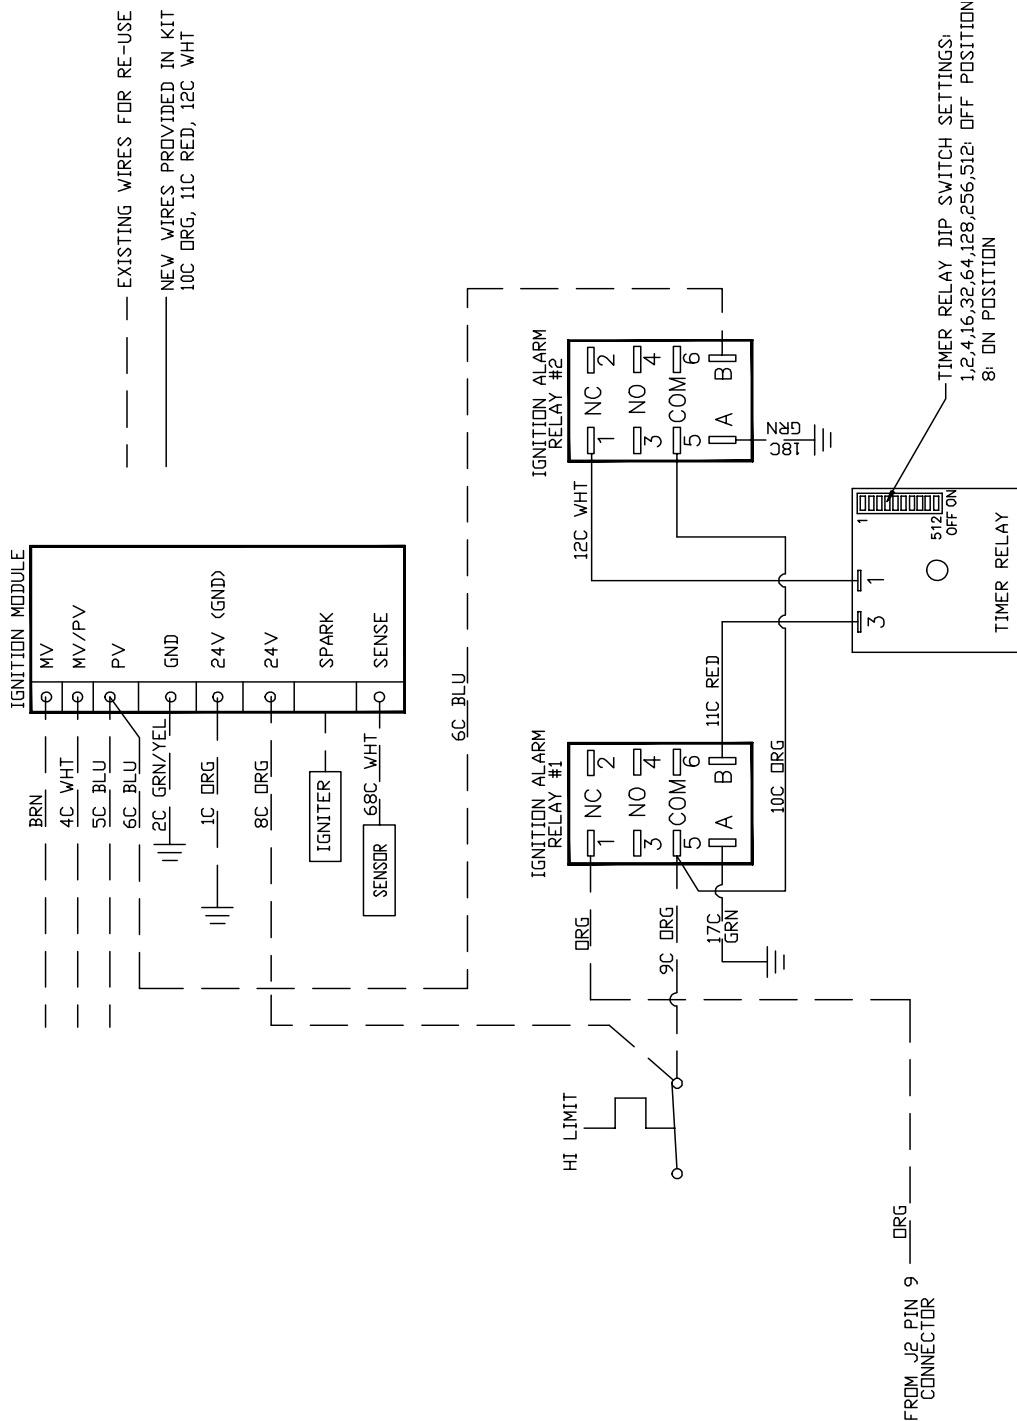 EXISTING WIRES FOR RE-USE
NEW WIRES PROVIDED IN KIT
10C ORG, 11C RED, 12C WHT
IGNITION MODULE
MV
MV/PV
PV
GND
24V (GND)
24V
SPARK
SENSE
BRN
4C WHT
5C BLU
6C BLU
2C GRN/YEL
1C ORG
8C ORG
IGNITER
68C WHT
SENSOR
6C BLU
HI LIMIT
IGNITION ALARM
RELAY #1
1 NC 2
3 NO 4
5 COM 6
A B
ORG
9C ORG
17C
GRN
11C RED
10C ORG
IGNITION ALARM
RELAY #2
1 NC 2
3 NO 4
5 COM 6
A B
12C WHT
18C
GRN
3 1
1
512
OFF ON
TIMER RELAY
TIMER RELAY DIP SWITCH SETTINGS:
1,2,4,16,32,64,128,256,512: OFF POSITION
8: ON POSITION
ORG
FROM J2 PIN 9
CONNECTOR